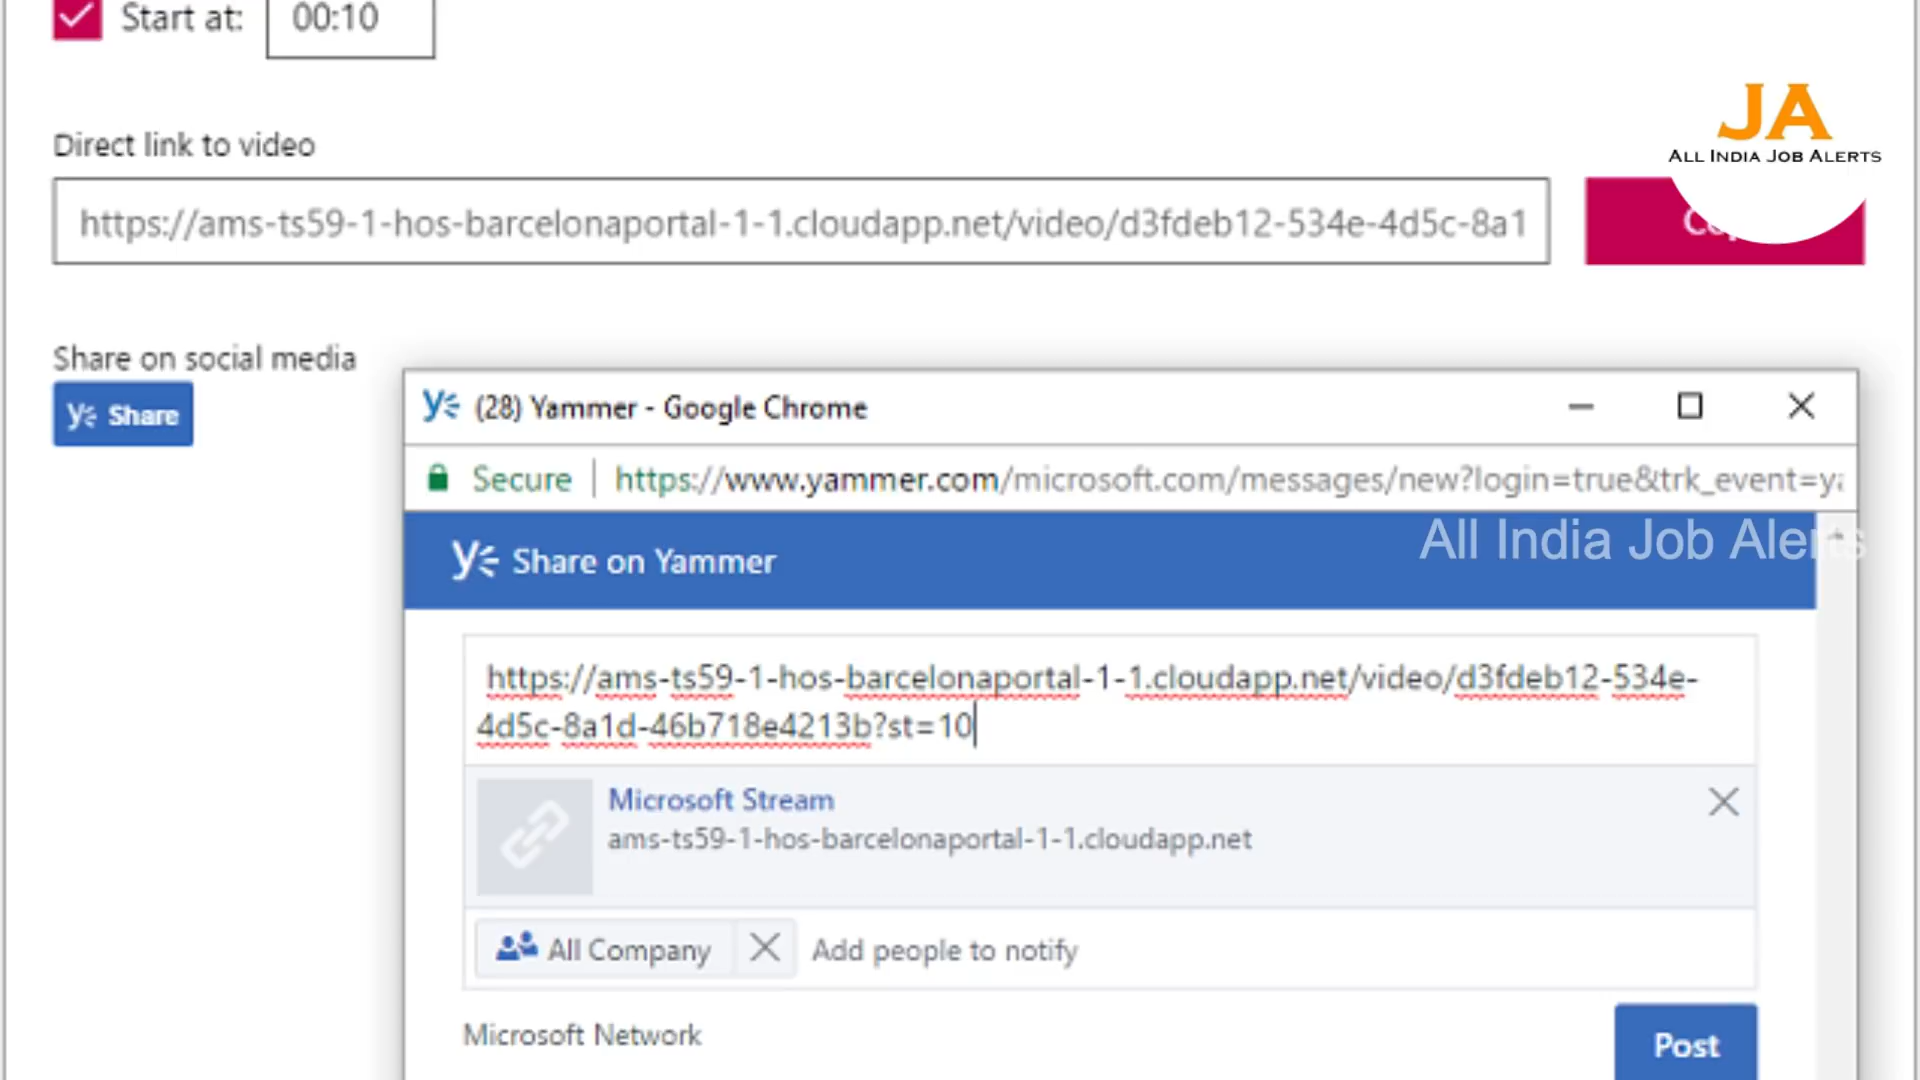 Start at: 00:10
JA
ALL INDIA JOB ALERTS
Direct link to video
https://ams-ts59-1-hos-barcelonaportal-1-1.cloudapp.net/video/d3fdeb12-534e-4d5c-8a1
Share on social media
Share
(28) Yammer - Google Chrome
Secure | https://www.yammer.com/microsoft.com/messages/new?login=true&trk_event=ya
All India Job Alerts
Share on Yammer
https://ams-ts59-1-hos-barcelonaportal-1-1.cloudapp.net/video/d3fdeb12-534e-
4d5c-8a1d-46b718e4213b?st=10
Microsoft Stream
ams-ts59-1-hos-barcelonaportal-1-1.cloudapp.net
All Company Add people to notify
Microsoft Network
Post